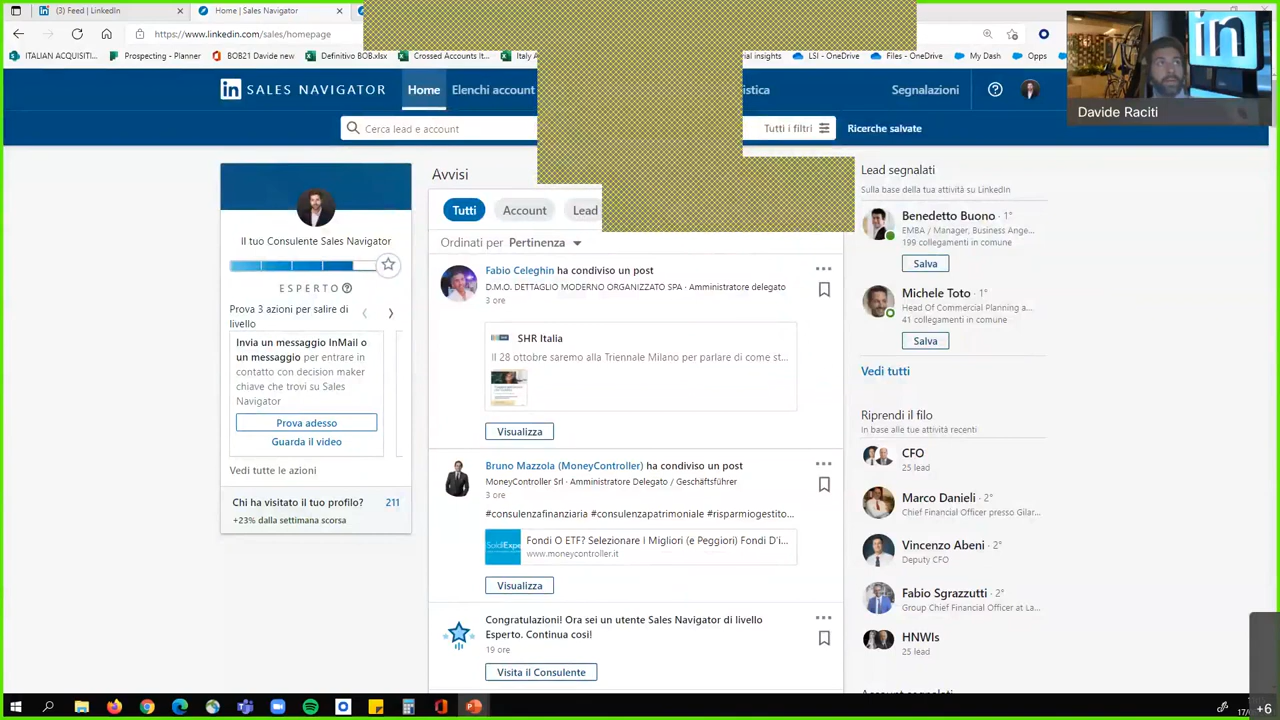 (3) Feed | LinkedIn
Home | Sales Navigator
https://www.linkedin.com/sales/homepage
ITALIAN ACQUISITI...
Prospecting - Planner
BOB21 Davide new
Definitivo BOB.xlsx
Crossed Accounts It...
Italy
rial insights
LSI - OneDrive
Files - OneDrive
My Dash
Opps
Davide Raciti
in SALES NAVIGATOR
Home
Elenchi account
istica
Segnalazioni
Cerca lead e account
Tutti i filtri
Ricerche salvate
Il tuo Consulente Sales Navigator
ESPERTO
Prova 3 azioni per salire di
livello
Invia un messaggio InMail o
un messaggio per entrare in
contatto con decision maker
chiave che trovi su Sales
Navigator
Prova adesso
Guarda il video
Vedi tutte le azioni
Chi ha visitato il tuo profilo? 211
+23% dalla settimana scorsa
Avvisi
Tutti
Account
Lead
Ordinati per Pertinenza
Fabio Celeghin ha condiviso un post
D.M.O. DETTAGLIO MODERNO ORGANIZZATO SPA · Amministratore delegato
3 ore
SHR Italia
Il 28 ottobre saremo alla Triennale Milano per parlare di come st...
Visualizza
Bruno Mazzola (MoneyController) ha condiviso un post
MoneyController Srl · Amministratore Delegato / Geschäftsführer
3 ore
#consulenzafinanziaria #consulenzapatrimoniale #risparmiogestito...
SoldiExpe
Fondi O ETF? Selezionare I Migliori (e Peggiori) Fondi D'i...
www.moneycontroller.it
Visualizza
Congratulazioni! Ora sei un utente Sales Navigator di livello
Esperto. Continua così!
19 ore
Visita il Consulente
Lead segnalati
Sulla base della tua attività su LinkedIn
Benedetto Buono · 1°
EMBA / Manager, Business Ange...
199 collegamenti in comune
Salva
Michele Toto · 1°
Head Of Commercial Planning a...
41 collegamenti in comune
Salva
Vedi tutti
Riprendi il filo
In base alle tue attività recenti
CFO
25 lead
Marco Danieli · 2°
Chief Financial Officer presso Gilar...
Vincenzo Abeni · 2°
Deputy CFO
Fabio Sgrazzutti · 2°
Group Chief Financial Officer at La...
HNWIs
25 lead
Account segnalati
17/
+6